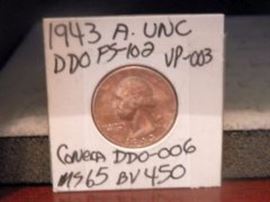 1943 A. UNC
DDO FS-102 VP-003
CONECA DDO-006
MS65 BV 450